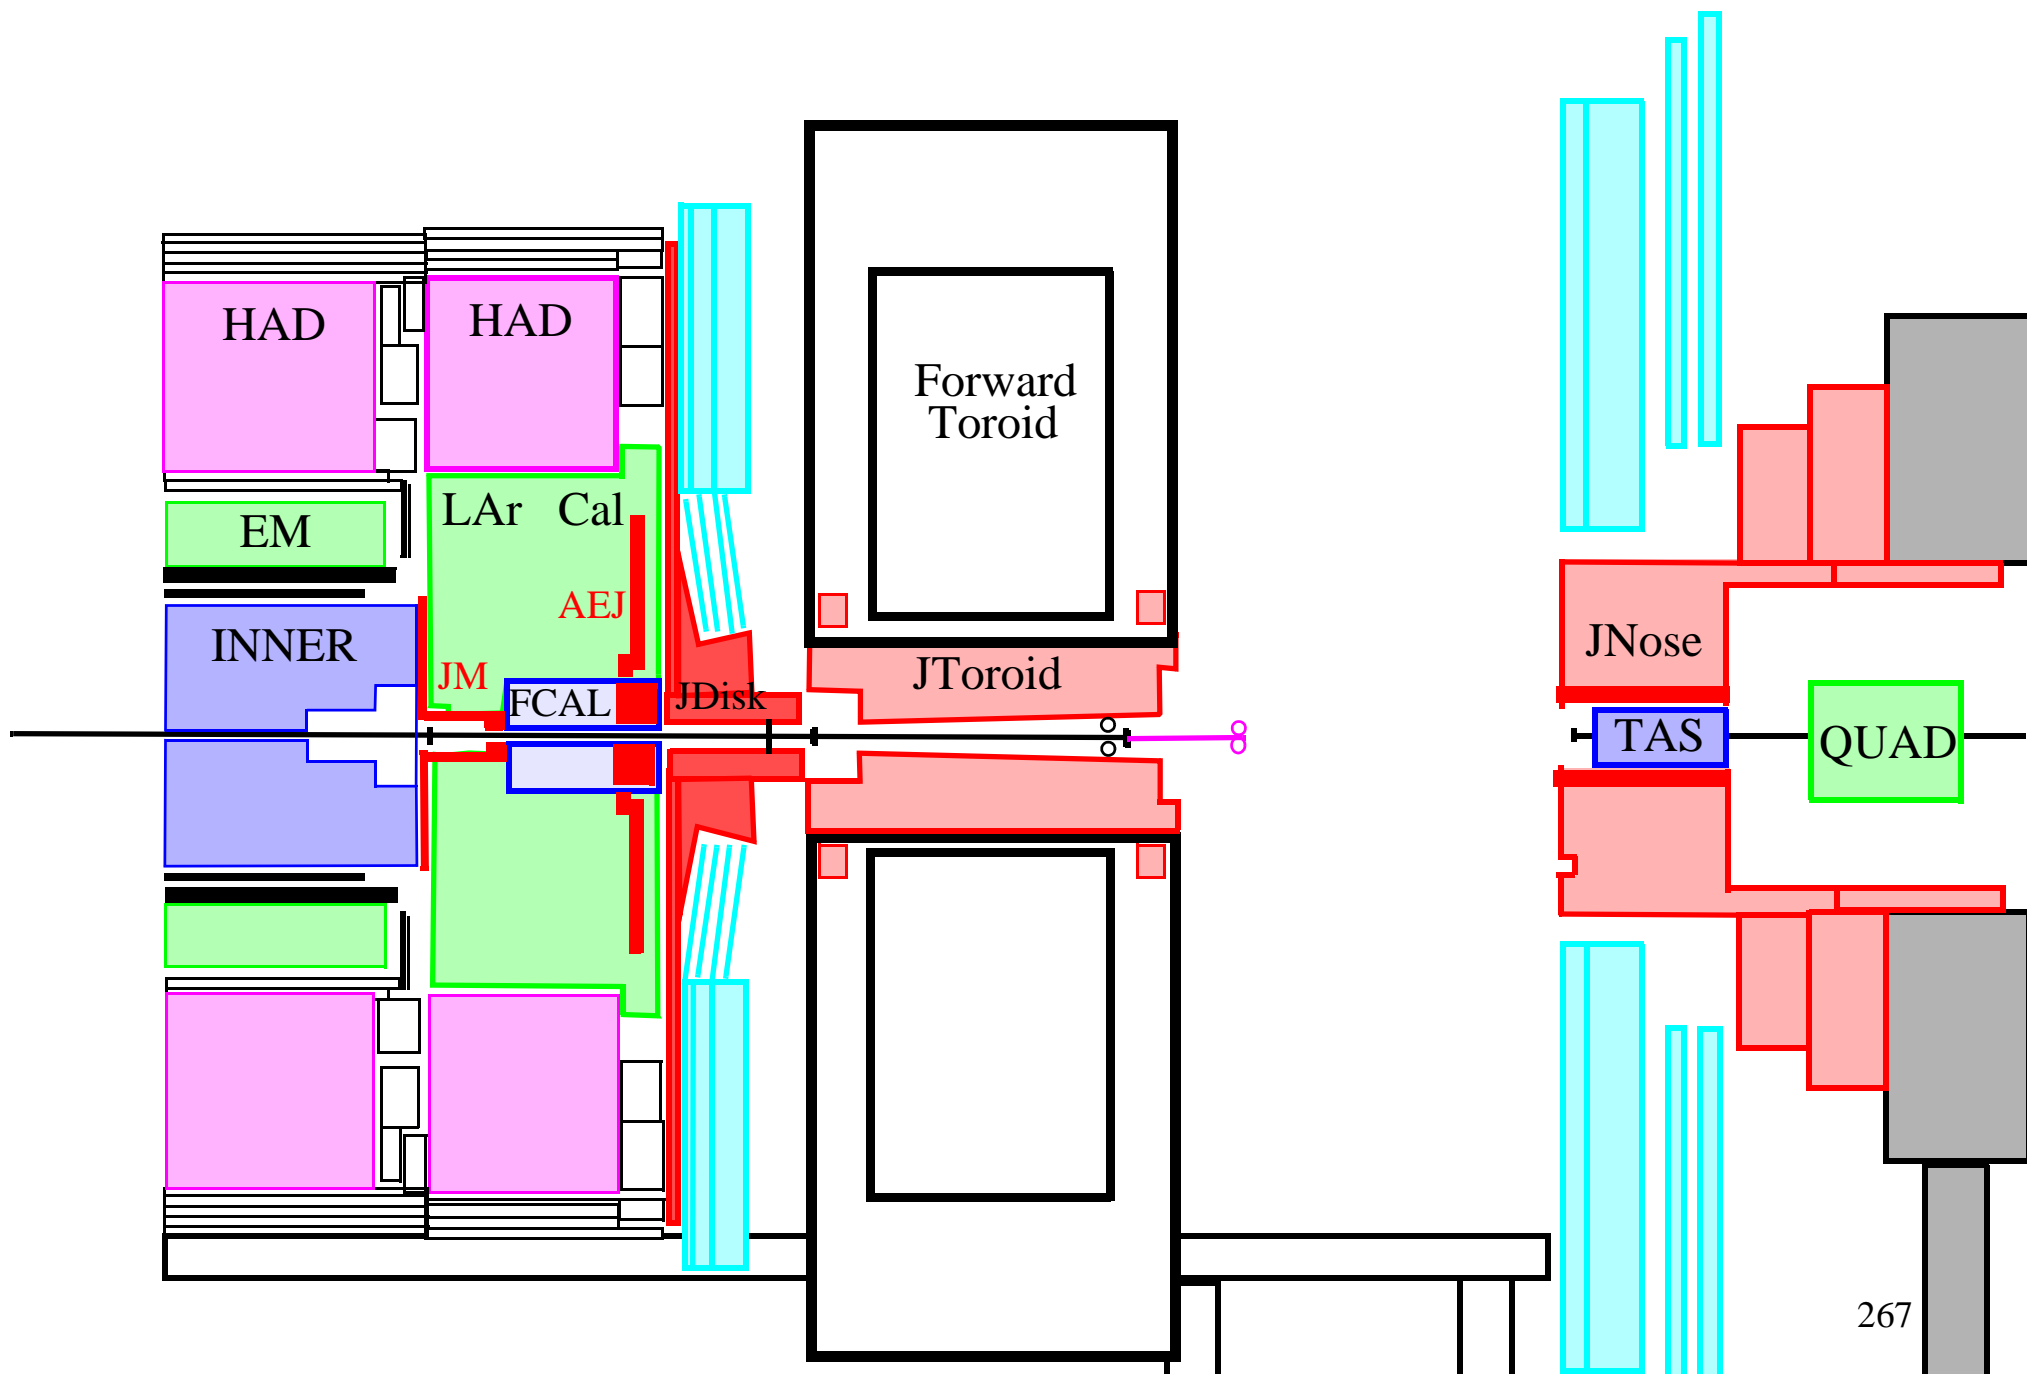 HAD
HAD
Forward
Toroid
LAr Cal
EM
AEJ
INNER
JM
FCAL
JDisk
JToroid
JNose
TAS
QUAD
267